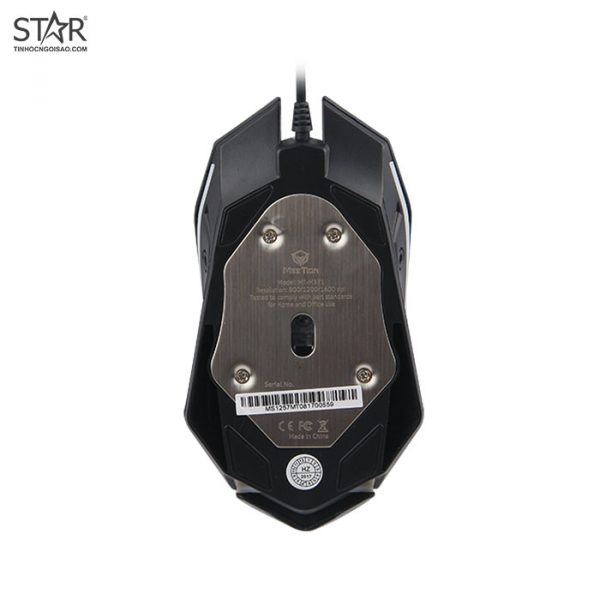 STAR
TINHOCNGOISAO.COM
MEETION
Model: MT-M371
Resolution: 800/1200/1600 dpi
Tested to comply with part standards
for Home and Office use
Serial No.
MS1257MT081700559
CE FC
Made in China
HZ
2017